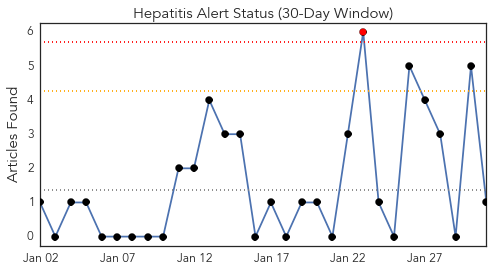 Hepatitis Alert Status (30-Day Window)
Articles Found
6
5
4
3
2
1
0
Jan 02 Jan 07 Jan 12 Jan 17 Jan 22 Jan 27